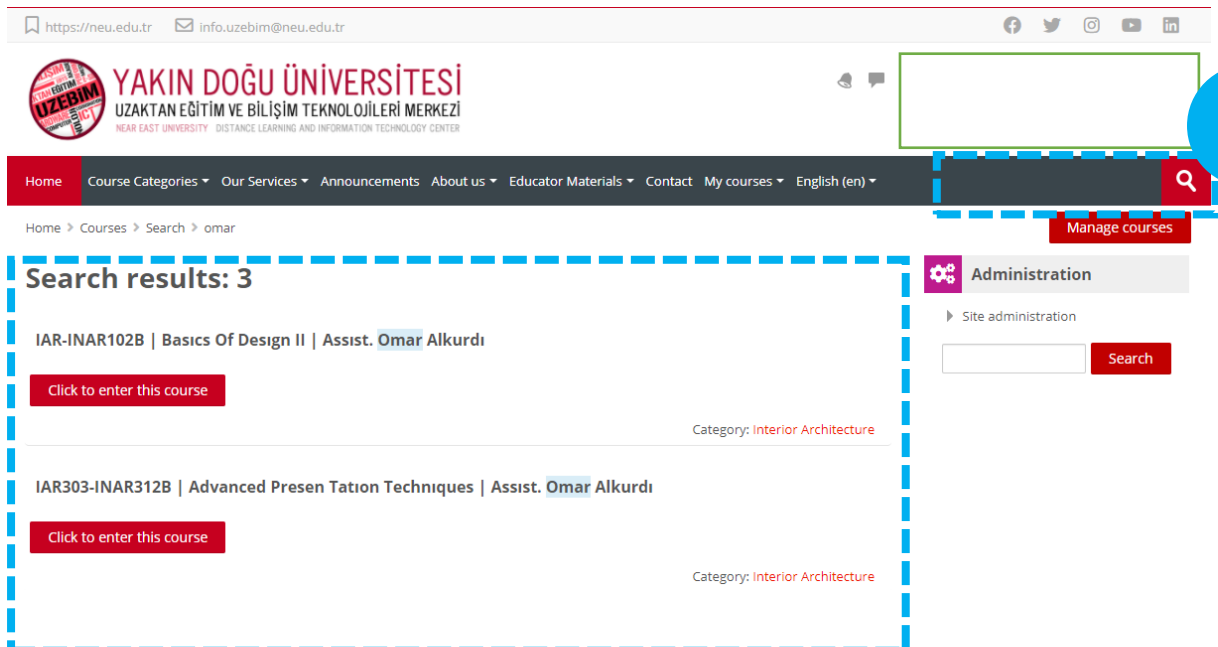 https://neu.edu.tr info.uzebim@neu.edu.tr
YAKIN DOĞU ÜNİVERSİTESİ
UZAKTAN EĞİTİM VE BİLİŞİM TEKNOLOJİLERİ MERKEZİ
NEAR EAST UNIVERSITY DISTANCE LEARNING AND INFORMATION TECHNOLOGY CENTER
UZEBIM
Home Course Categories Our Services Announcements About us Educator Materials Contact My courses English (en)
Home > Courses > Search > omar
Manage courses
Search results: 3
IAR-INAR102B | Basıcs Of Desıgn II | Assıst. Omar Alkurdı
Click to enter this course
Category: Interior Architecture
IAR303-INAR312B | Advanced Presen Tatıon Technıques | Assıst. Omar Alkurdı
Click to enter this course
Category: Interior Architecture
Administration
Site administration
Search